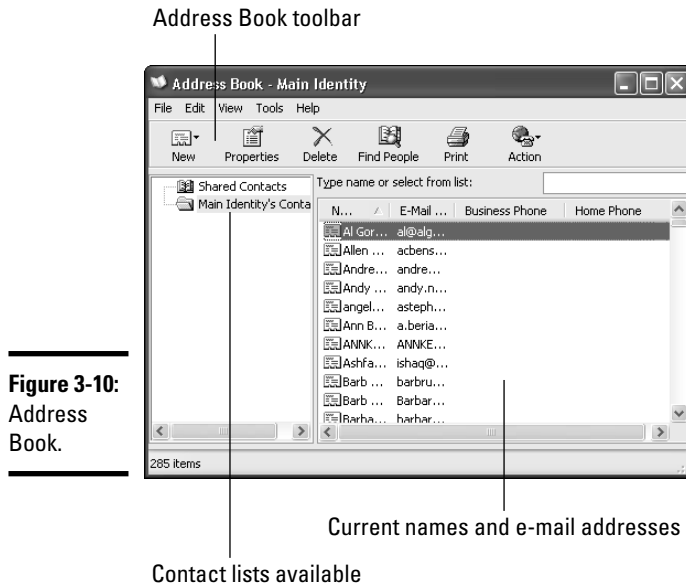 Address Book toolbar
Address Book - Main Identity
File Edit View Tools Help
New Properties Delete Find People Print Action
Shared Contacts
Main Identity's Conta
Type name or select from list:
N... E-Mail ... Business Phone Home Phone
Al Gor... al@alg...
Allen ... acbens...
Andre... andre...
Andy ... andy.n...
angel... asteph...
Ann B... a.beria...
ANNK... ANNKE...
Ashfa... ishaq@...
Barb ... barbru...
Barb ... Barbar...
Barba... barbar...
285 items
Figure 3-10:
Address
Book.
Current names and e-mail addresses
Contact lists available